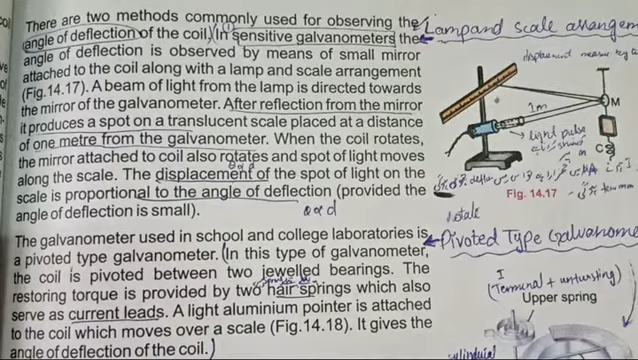 There are two methods commonly used for observing the
angle of deflection of the coil. (In sensitive galvanometers the
angle of deflection is observed by means of small mirror
attached to the coil along with a lamp and scale arrangement
(Fig.14.17). A beam of light from the lamp is directed towards
the mirror of the galvanometer. After reflection from the mirror
it produces a spot on a translucent scale placed at a distance
of one metre from the galvanometer. When the coil rotates,
the mirror attached to coil also rotates and spot of light moves
θ α d
along the scale. The displacement of the spot of light on the
scale is proportional to the angle of deflection (provided the
angle of deflection is small).
θ α d
The galvanometer used in school and college laboratories is
a pivoted type galvanometer. (In this type of galvanometer,
the coil is pivoted between two jewelled bearings. The
restoring torque is provided by two hair springs which also
serve as current leads. A light aluminium pointer is attached
to the coil which moves over a scale (Fig.14.18). It gives the
angle of deflection of the coil.)
Lamp and scale arrangem
displacement measure
1m
M
light pulse
C
Fig. 14.17
Pivoted Type Galvanome
I
(Terminal + untwisting)
Upper spring